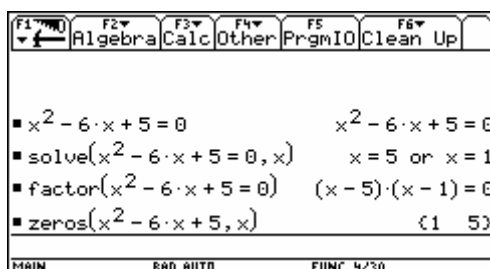 F1 F2 Algebra F3 Calc F4 Other F5 PrgmIO F6 Clean Up
▪ x² - 6·x + 5 = 0 x² - 6·x + 5 = 0
▪ solve(x² - 6·x + 5 = 0, x) x = 5 or x = 1
▪ factor(x² - 6·x + 5 = 0) (x - 5)·(x - 1) = 0
▪ zeros(x² - 6·x + 5, x) {1 5}
MAIN RAD AUTO FUNC 4/30